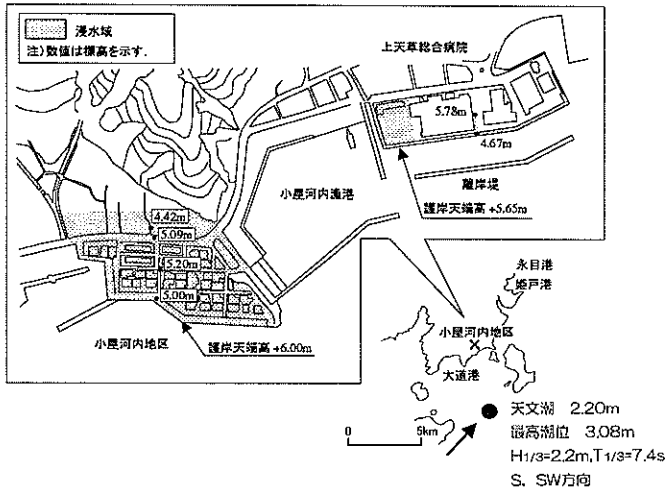 浸水域
注)数値は標高を示す.
上天草総合病院
5.78m
4.67m
離岸堤
小屋河内漁港
護岸天端高 +5.65m
4.42m
5.09m
5.20m
5.00m
小屋河内地区
護岸天端高 +6.00m
永目港
姫戸港
小屋河内地区
大道港
0 5km
天文潮 2.20m
最高潮位 3.08m
H1/3=2.2m,T1/3=7.4s
S, SW方向